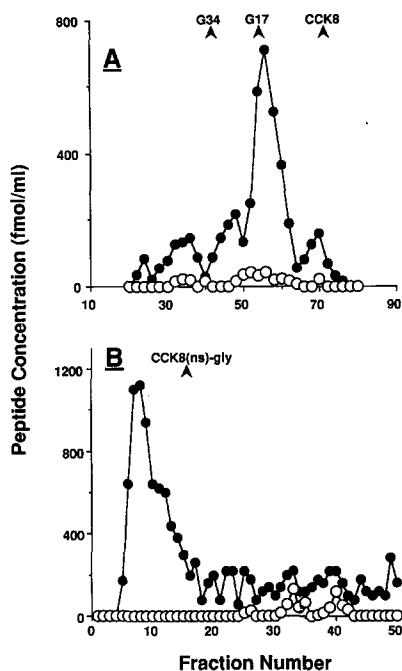 G34 G17 CCK8
800
A
400
0
10 30 50 70 90
Peptide Concentration (fmol/ml)
B
CCK8(ns)-gly
1200
800
400
0
0 10 20 30 40 50
Fraction Number